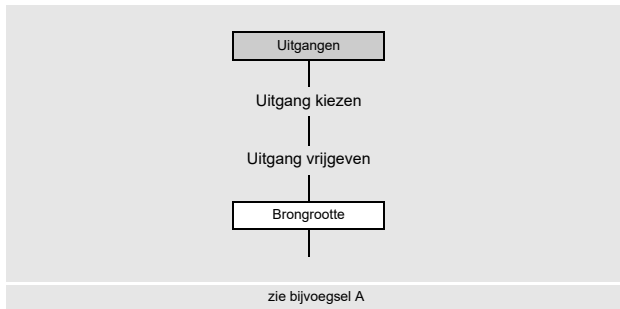 Uitgangen
Uitgang kiezen
Uitgang vrijgeven
Brongrootte
zie bijvoegsel A